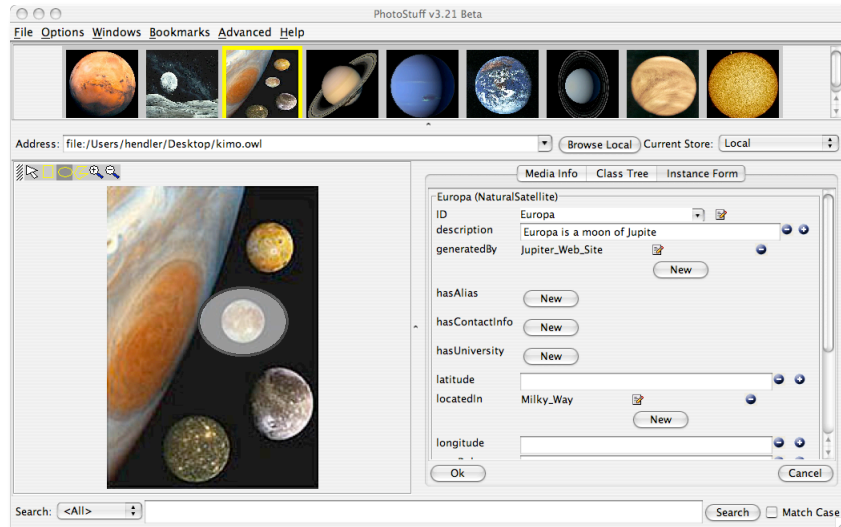 PhotoStuff v3.21 Beta
File Options Windows Bookmarks Advanced Help
Address: file:/Users/hendler/Desktop/kimo.owl Browse Local Current Store: Local
Media Info Class Tree Instance Form
Europa (NaturalSatellite)
ID Europa
description Europa is a moon of Jupite
generatedBy Jupiter_Web_Site
New
hasAlias New
hasContactInfo New
hasUniversity New
latitude
locatedIn Milky_Way
New
longitude
Ok Cancel
Search: <All> Search Match Case